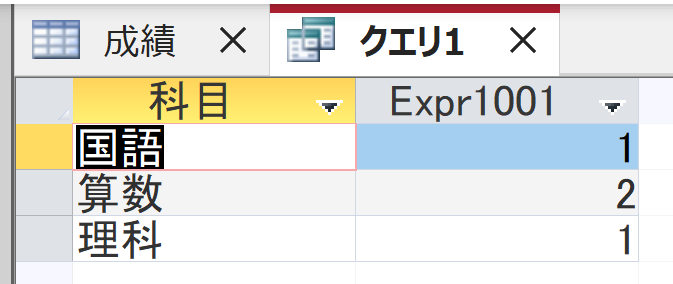 成績 × クエリ1 ×
科目 Expr1001
国語 1
算数 2
理科 1